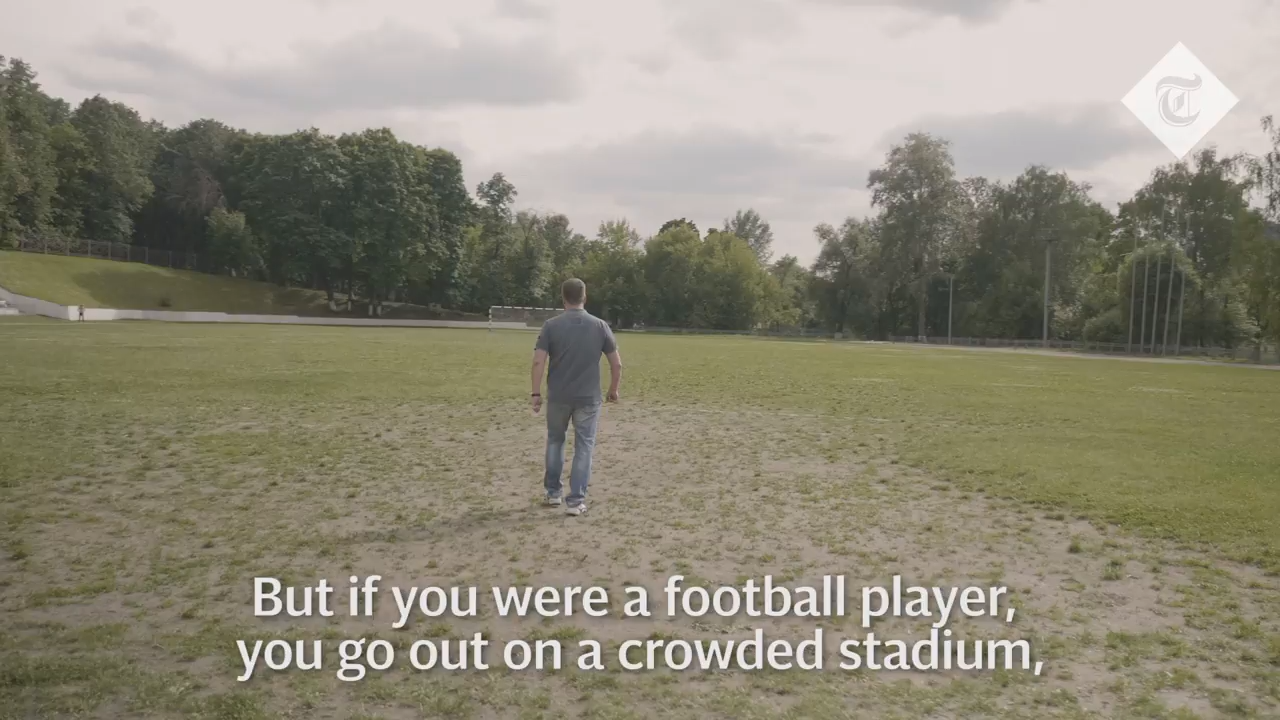 T
But if you were a football player,
you go out on a crowded stadium,